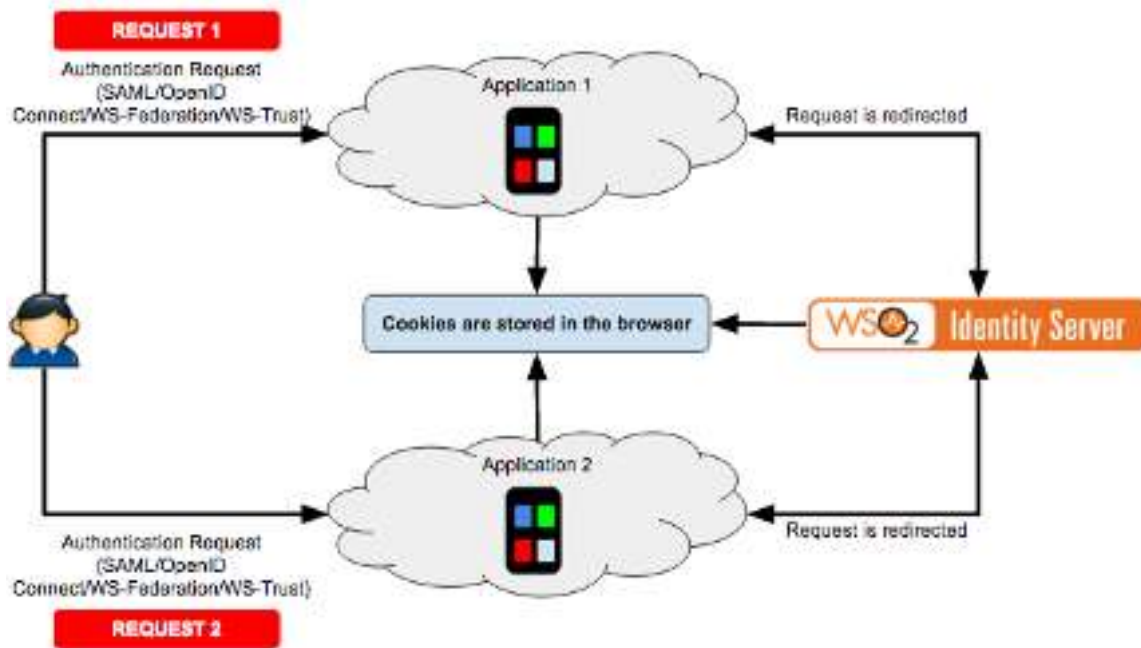 REQUEST 1
Authentication Request
(SAML/OpenID
Connect/WS-Federation/WS-Trust)
Application 1
Request is redirected
Cookies are stored in the browser
WSO2 Identity Server
Application 2
Request is redirected
Authentication Request
(SAML/OpenID
Connect/WS-Federation/WS-Trust)
REQUEST 2